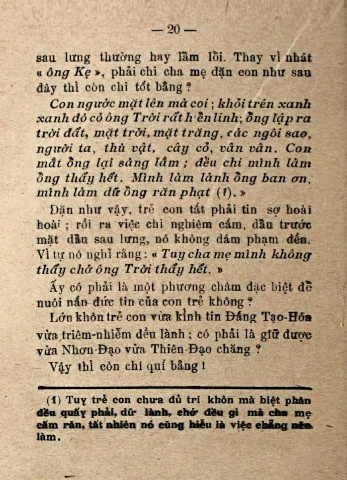 — 20 —
sau lưng thường hay lầm lỗi. Thay vì nhát
« ông Kẹ », phải chi cha mẹ dặn con như sau
đây thì còn chi tốt bằng ?
Con ngước mặt lên mà coi ; khỏi trên xanh
xanh đó có ông Trời rất hiển linh ; ông lập ra
trời đất, mặt trời, mặt trăng, các ngôi sao,
người ta, thú vật, cây cỏ, vân vân. Con
mắt ông lại sáng lắm ; đều chi mình làm
ông thấy hết. Mình làm lành ông ban ơn,
mình làm dữ ông răn phạt (1). »
Dặn như vậy, trẻ con tất phải tin sợ hoài
hoài ; rồi ra việc chi nghiêm cấm, dầu trước
mặt dầu sau lưng, nó không dám phạm đến.
Vì tự nó nghĩ rằng : « Tuy cha mẹ mình không
thấy chớ ông Trời thấy hết. »
Ấy có phải là một phương châm đặc biệt để
nuôi nấn đức tin của con trẻ không ?
Lớn khôn trẻ con vừa kỉnh tin Đấng Tạo-Hóa
vừa triêm-nhiễm đều lành ; có phải là giữ được
vừa Nhơn-Đạo vừa Thiên-Đạo chăng ?
Vậy thì còn chi quí bằng !
(1) Tuy trẻ con chưa đủ trí khôn mà biệt phân
đều quấy phải, dữ lành, chớ đều gì mà cha mẹ
cấm răn, tất nhiên nó cũng hiểu là việc chẳng nên
làm.